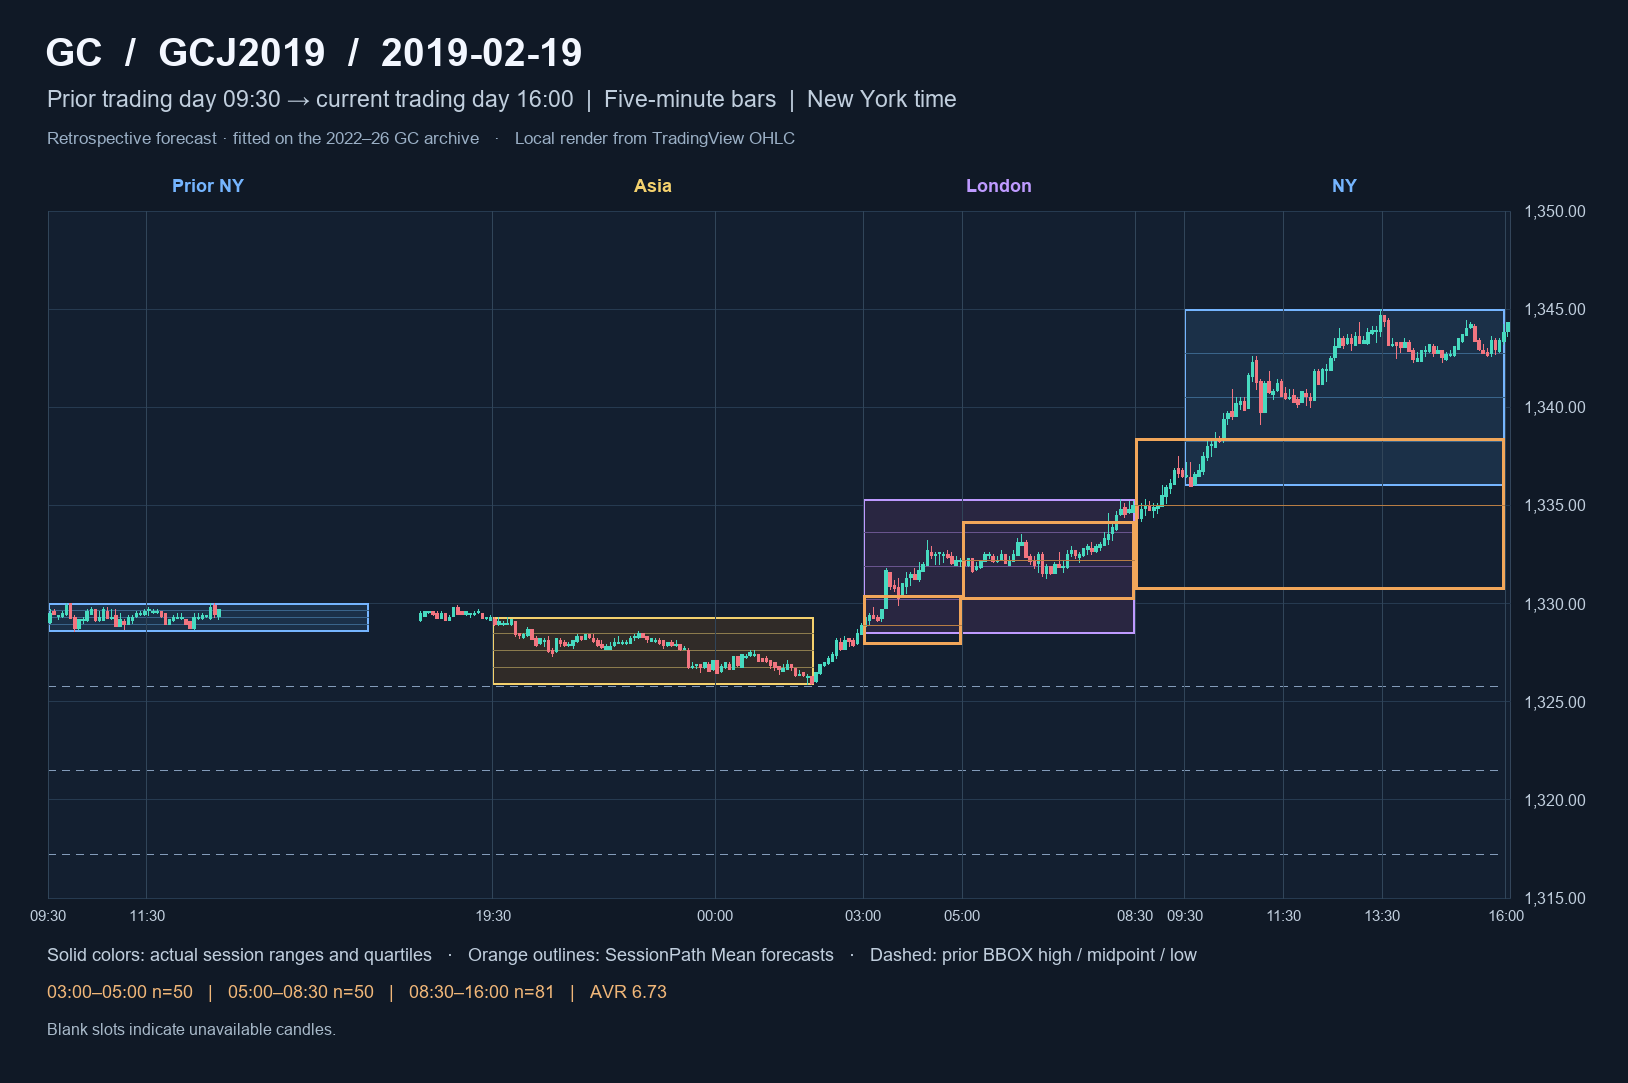 GC / GCJ2019 / 2019-02-19
Prior trading day 09:30 → current trading day 16:00 | Five-minute bars | New York time
Retrospective forecast · fitted on the 2022–26 GC archive · Local render from TradingView OHLC
Prior NY Asia London NY
1,350.00
1,345.00
1,340.00
1,335.00
1,330.00
1,325.00
1,320.00
1,315.00
09:30 11:30 19:30 00:00 03:00 05:00 08:30 09:30 11:30 13:30 16:00
Solid colors: actual session ranges and quartiles · Orange outlines: SessionPath Mean forecasts · Dashed: prior BBOX high / midpoint / low
03:00–05:00 n=50 | 05:00–08:30 n=50 | 08:30–16:00 n=81 | AVR 6.73
Blank slots indicate unavailable candles.